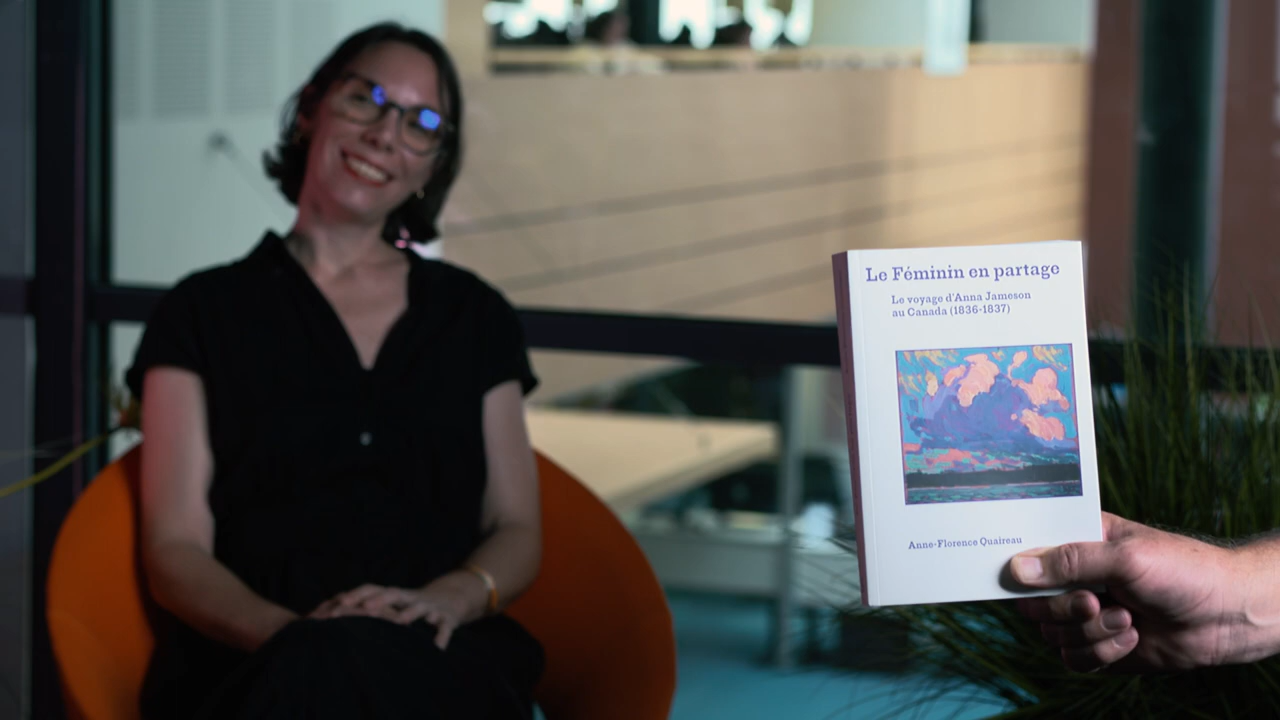 Le Féminin en partage
Le voyage d'Anna Jameson
au Canada (1836-1837)
Anne-Florence Quaireau